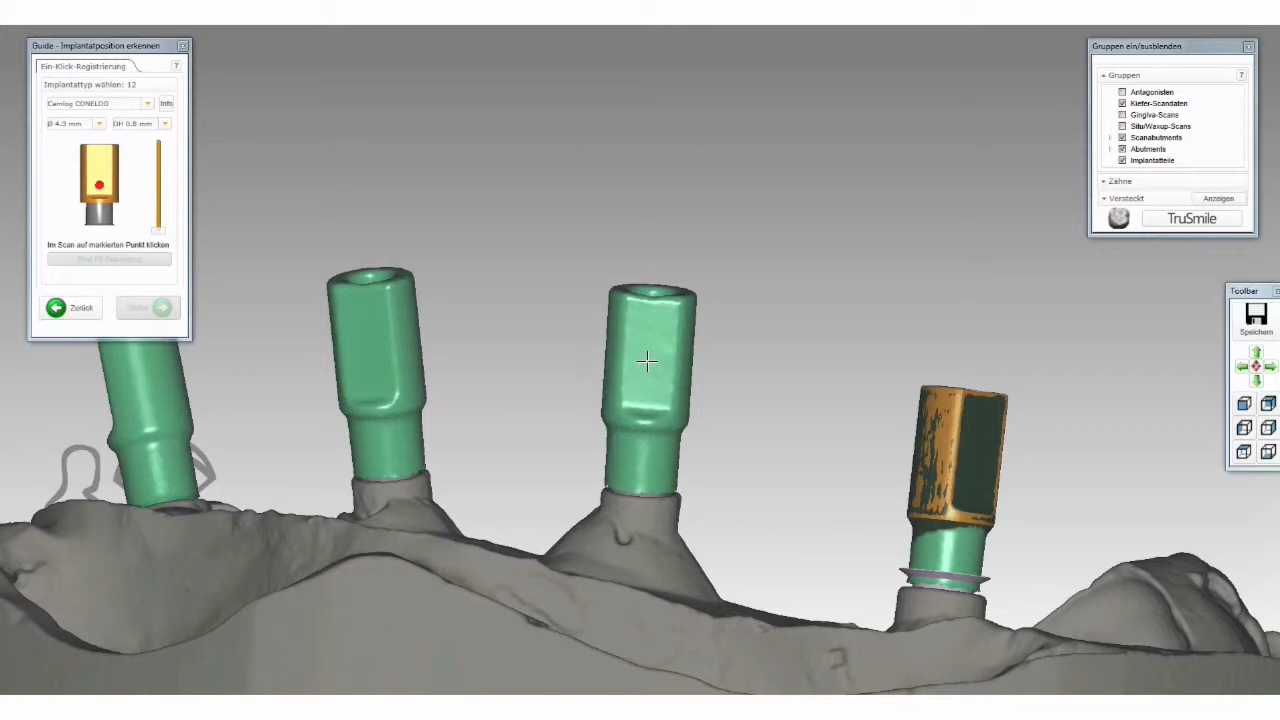 Guide - Implantatposition erkennen
Ein-Klick-Registrierung
?
Implantattyp wählen: 12
Camlog CONELOG
Info
Ø 4.3 mm
GH 0.8 mm
Im Scan auf markierten Punkt klicken
Zurück
Weiter
Gruppen ein/ausblenden
Gruppen
?
Antagonisten
Kiefer-Scandaten
Gingiva-Scans
Situ/Waxup-Scans
Scanabutments
Abutments
Implantatteile
Zähne
Versteckt
Anzeigen
TruSmile
Toolbar
Speichern